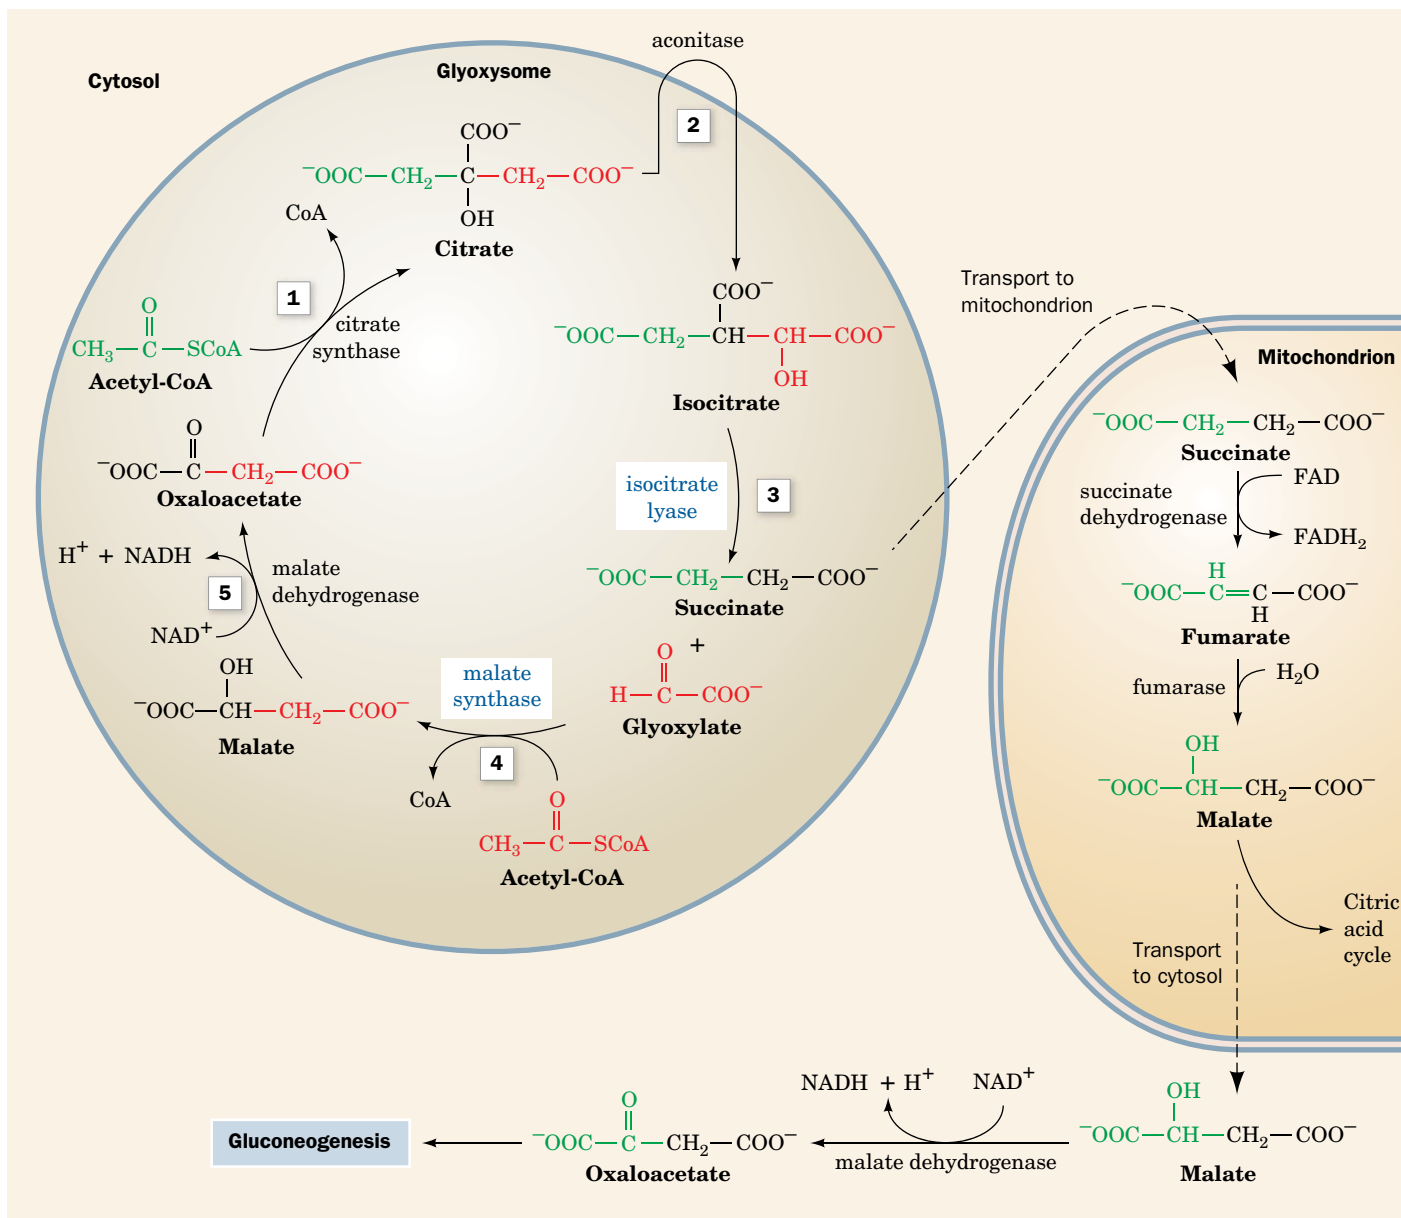 Cytosol
Glyoxysome
aconitase
2
COO⁻
⁻OOC—CH₂—C—CH₂—COO⁻
OH
Citrate
CoA
1
citrate
synthase
O
CH₃—C—SCoA
Acetyl-CoA
COO⁻
⁻OOC—CH₂—CH—CH—COO⁻
OH
Isocitrate
isocitrate
lyase
3
⁻OOC—CH₂—CH₂—COO⁻
Succinate
+
O
H—C—COO⁻
Glyoxylate
malate
synthase
4
CoA
O
CH₃—C—SCoA
Acetyl-CoA
OH
⁻OOC—CH—CH₂—COO⁻
Malate
malate
dehydrogenase
5
NAD⁺
H⁺ + NADH
O
⁻OOC—C—CH₂—COO⁻
Oxaloacetate
Transport to
mitochondrion
Mitochondrion
⁻OOC—CH₂—CH₂—COO⁻
Succinate
succinate
dehydrogenase
FAD
FADH₂
H
⁻OOC—C=C—COO⁻
H
Fumarate
fumarase
H₂O
OH
⁻OOC—CH—CH₂—COO⁻
Malate
Citric
acid
cycle
Transport
to cytosol
OH
⁻OOC—CH—CH₂—COO⁻
Malate
NADH + H⁺
NAD⁺
malate dehydrogenase
O
⁻OOC—C—CH₂—COO⁻
Oxaloacetate
Gluconeogenesis